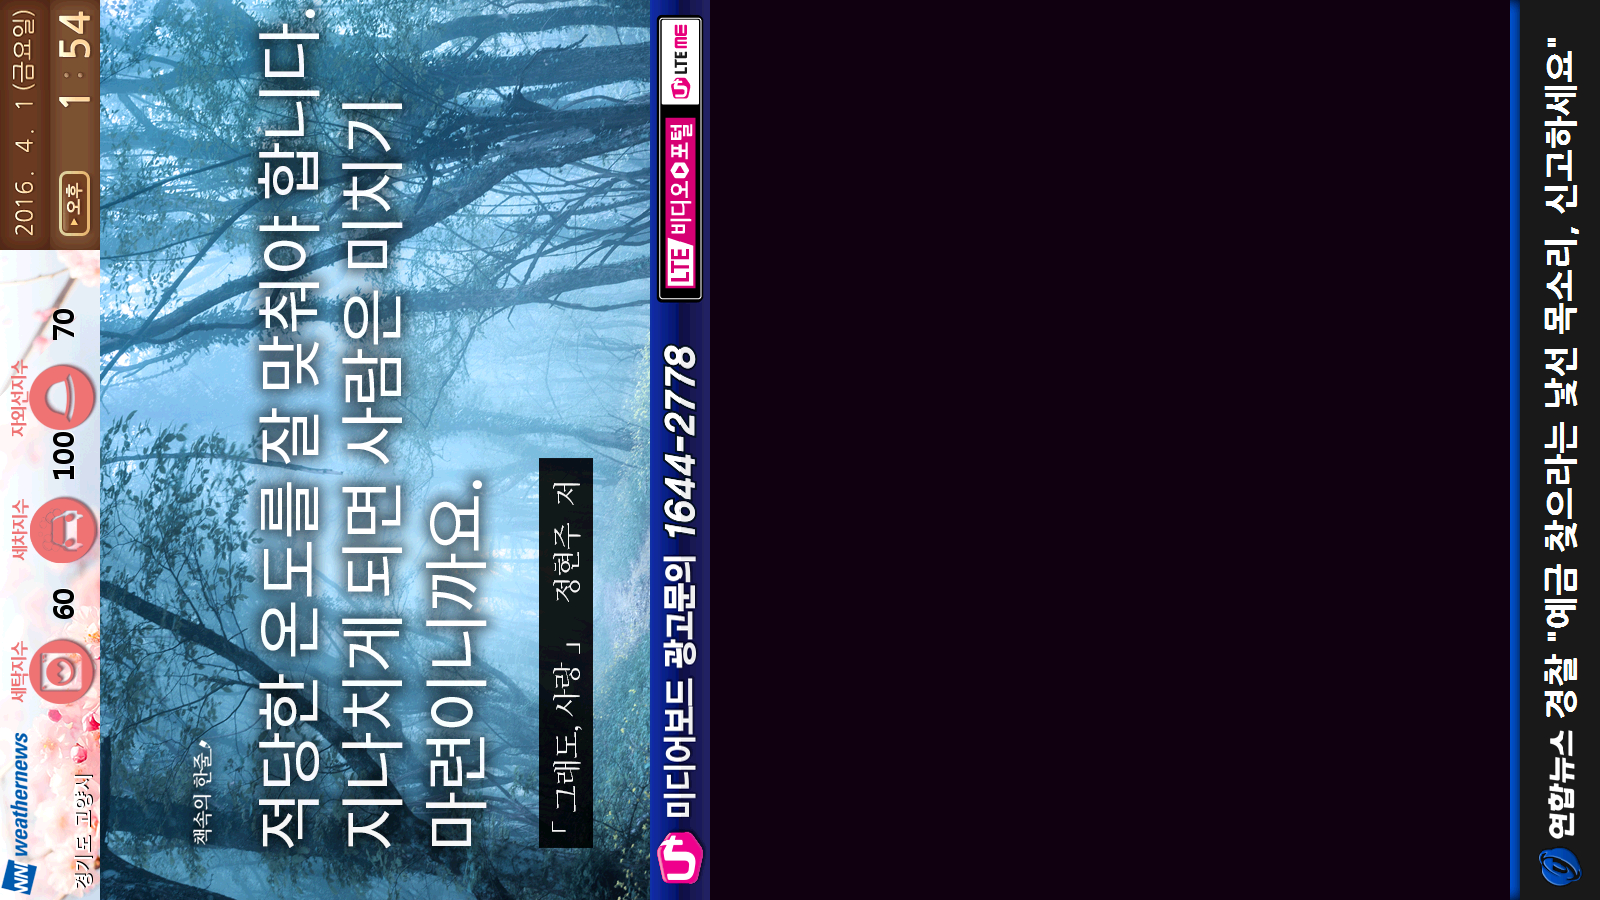 weathernews
경기도 고양시
세탁지수
60
세차지수
100
자외선지수
70
2016. 4. 1 (금요일)
▸오후 1 : 54
책속의 한줄,
적당한 온도를 잘 맞춰야 합니다.
지나치게 되면 사람은 미치기
마련이니까요.
「그래도, 사랑」 정현주 저
U+ 미디어보드 광고문의 1644-2778
LTE 비디오포털
U+ LTE ME
연합뉴스 경찰 "예금 찾으라는 낯선 목소리, 신고하세요"